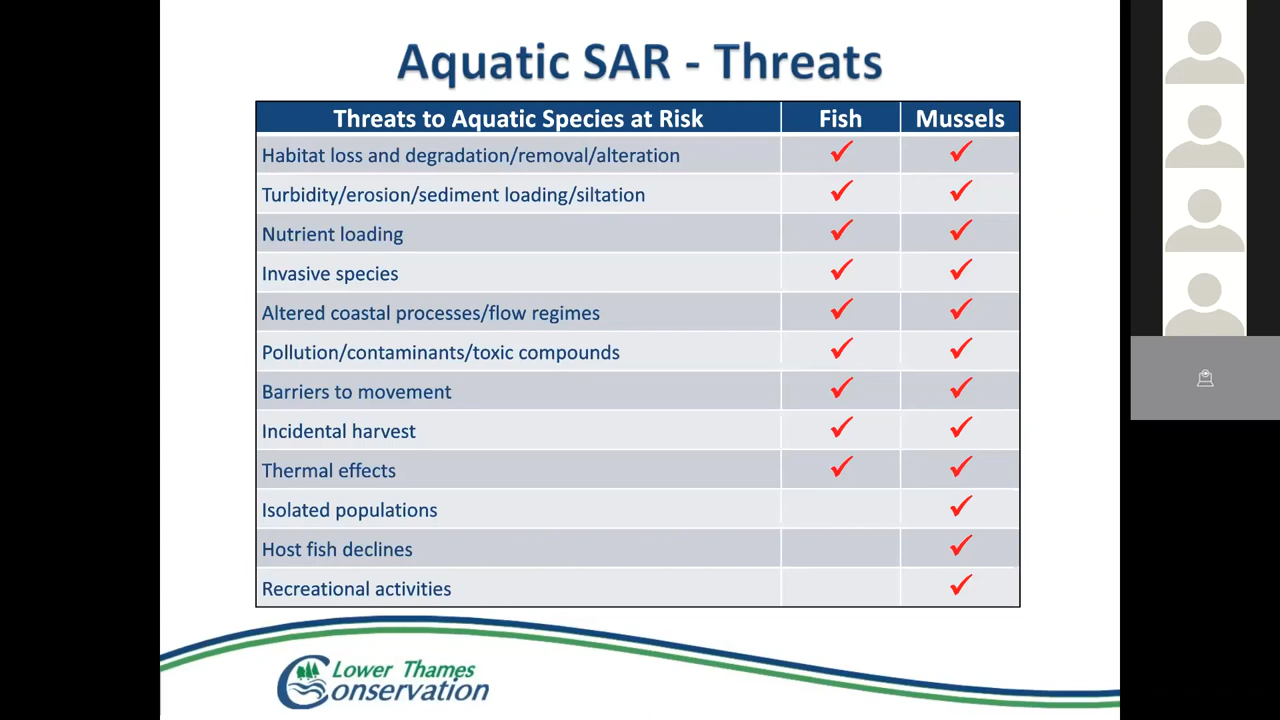 Aquatic SAR - Threats
Threats to Aquatic Species at Risk Fish Mussels
Habitat loss and degradation/removal/alteration ✓ ✓
Turbidity/erosion/sediment loading/siltation ✓ ✓
Nutrient loading ✓ ✓
Invasive species ✓ ✓
Altered coastal processes/flow regimes ✓ ✓
Pollution/contaminants/toxic compounds ✓ ✓
Barriers to movement ✓ ✓
Incidental harvest ✓ ✓
Thermal effects ✓ ✓
Isolated populations ✓
Host fish declines ✓
Recreational activities ✓
Lower Thames
Conservation